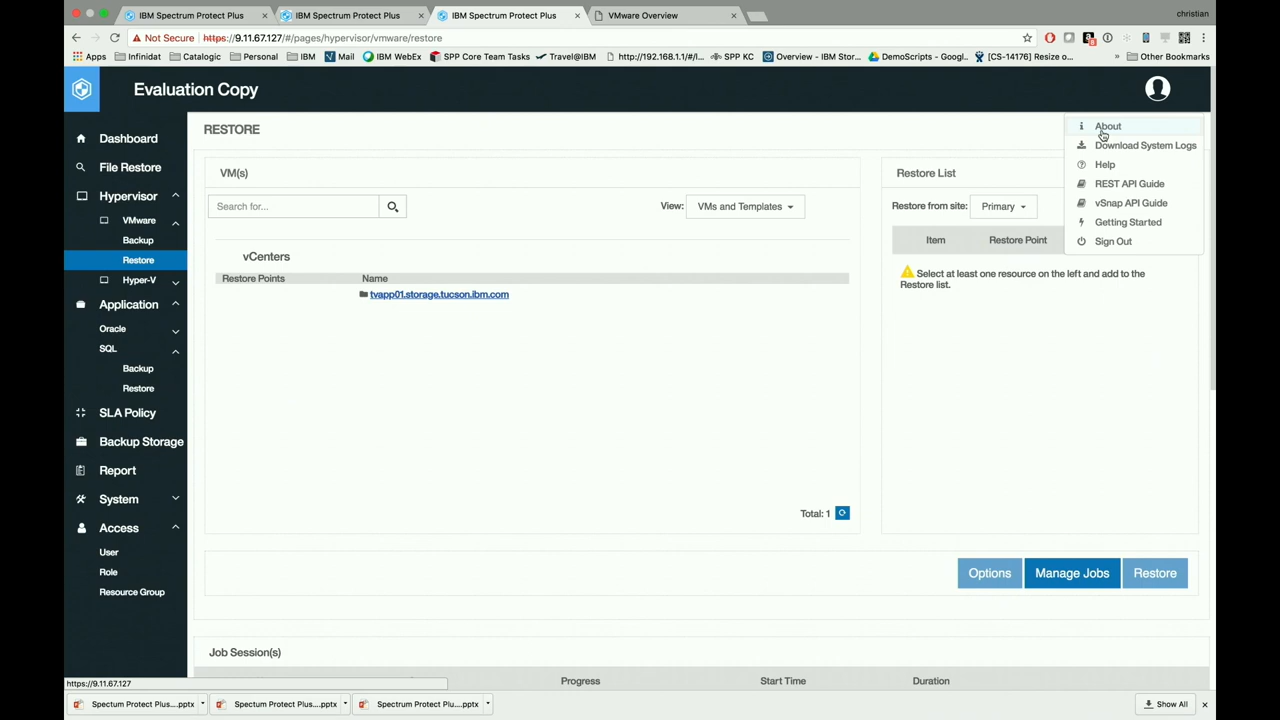 IBM Spectrum Protect Plus
IBM Spectrum Protect Plus
IBM Spectrum Protect Plus
VMware Overview
christian
Not Secure https://9.11.67.127/#/pages/hypervisor/vmware/restore
Apps Infinidat Catalogic Personal IBM Mail IBM WebEx SPP Core Team Tasks Travel@IBM http://192.168.1.1/#/l... SPP KC Overview - IBM Stor... DemoScripts - Googl.. [CS-14176] Resize o... » Other Bookmarks
Evaluation Copy
Dashboard
File Restore
Hypervisor
VMware
Backup
Restore
Hyper-V
Application
Oracle
SQL
Backup
Restore
SLA Policy
Backup Storage
Report
System
Access
User
Role
Resource Group
RESTORE
VM(s)
Search for...
View: VMs and Templates
vCenters
Restore Points Name
tvapp01.storage.tucson.ibm.com
Total: 1
Restore List
Restore from site: Primary
Item Restore Point
Select at least one resource on the left and add to the
Restore list.
About
Download System Logs
Help
REST API Guide
vSnap API Guide
Getting Started
Sign Out
Options Manage Jobs Restore
Job Session(s)
Progress Start Time Duration
https://9.11.67.127
Spectum Protect Plus....pptx Spectrum Protect Plu....pptx Spectrum Protect Plu....pptx Show All